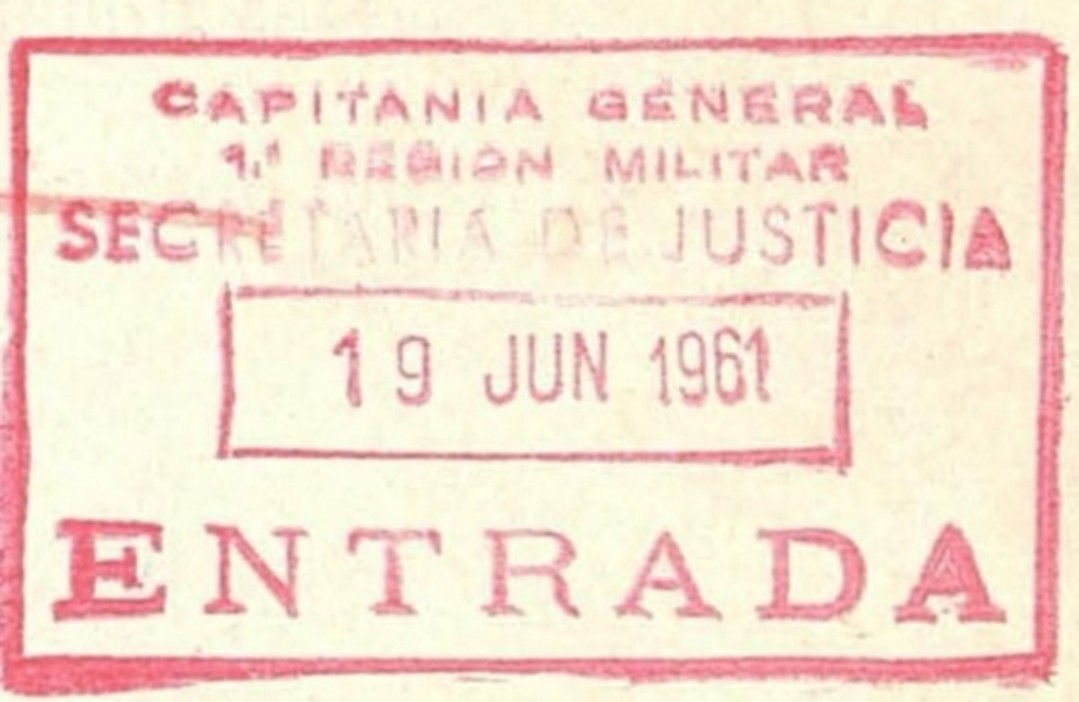 CAPITANIA GENERAL
1.ª REGION MILITAR
SECRETARIA DE JUSTICIA
19 JUN 1961
ENTRADA